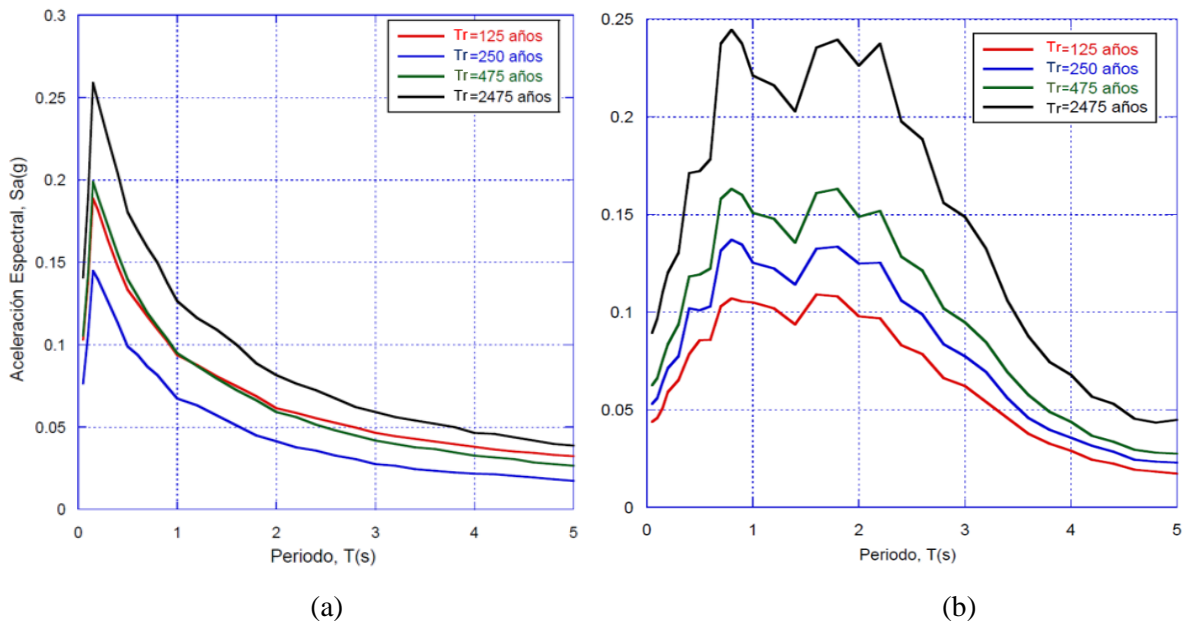 0.3
0.25
0.2
0.15
0.1
0.05
0
Aceleración Espectral, Sa(g)
Tr=125 años
Tr=250 años
Tr=475 años
Tr=2475 años
0 1 2 3 4 5
Periodo, T(s)
(a)
0.25
0.2
0.15
0.1
0.05
0
Tr=125 años
Tr=250 años
Tr=475 años
Tr=2475 años
0 1 2 3 4 5
Periodo, T(s)
(b)